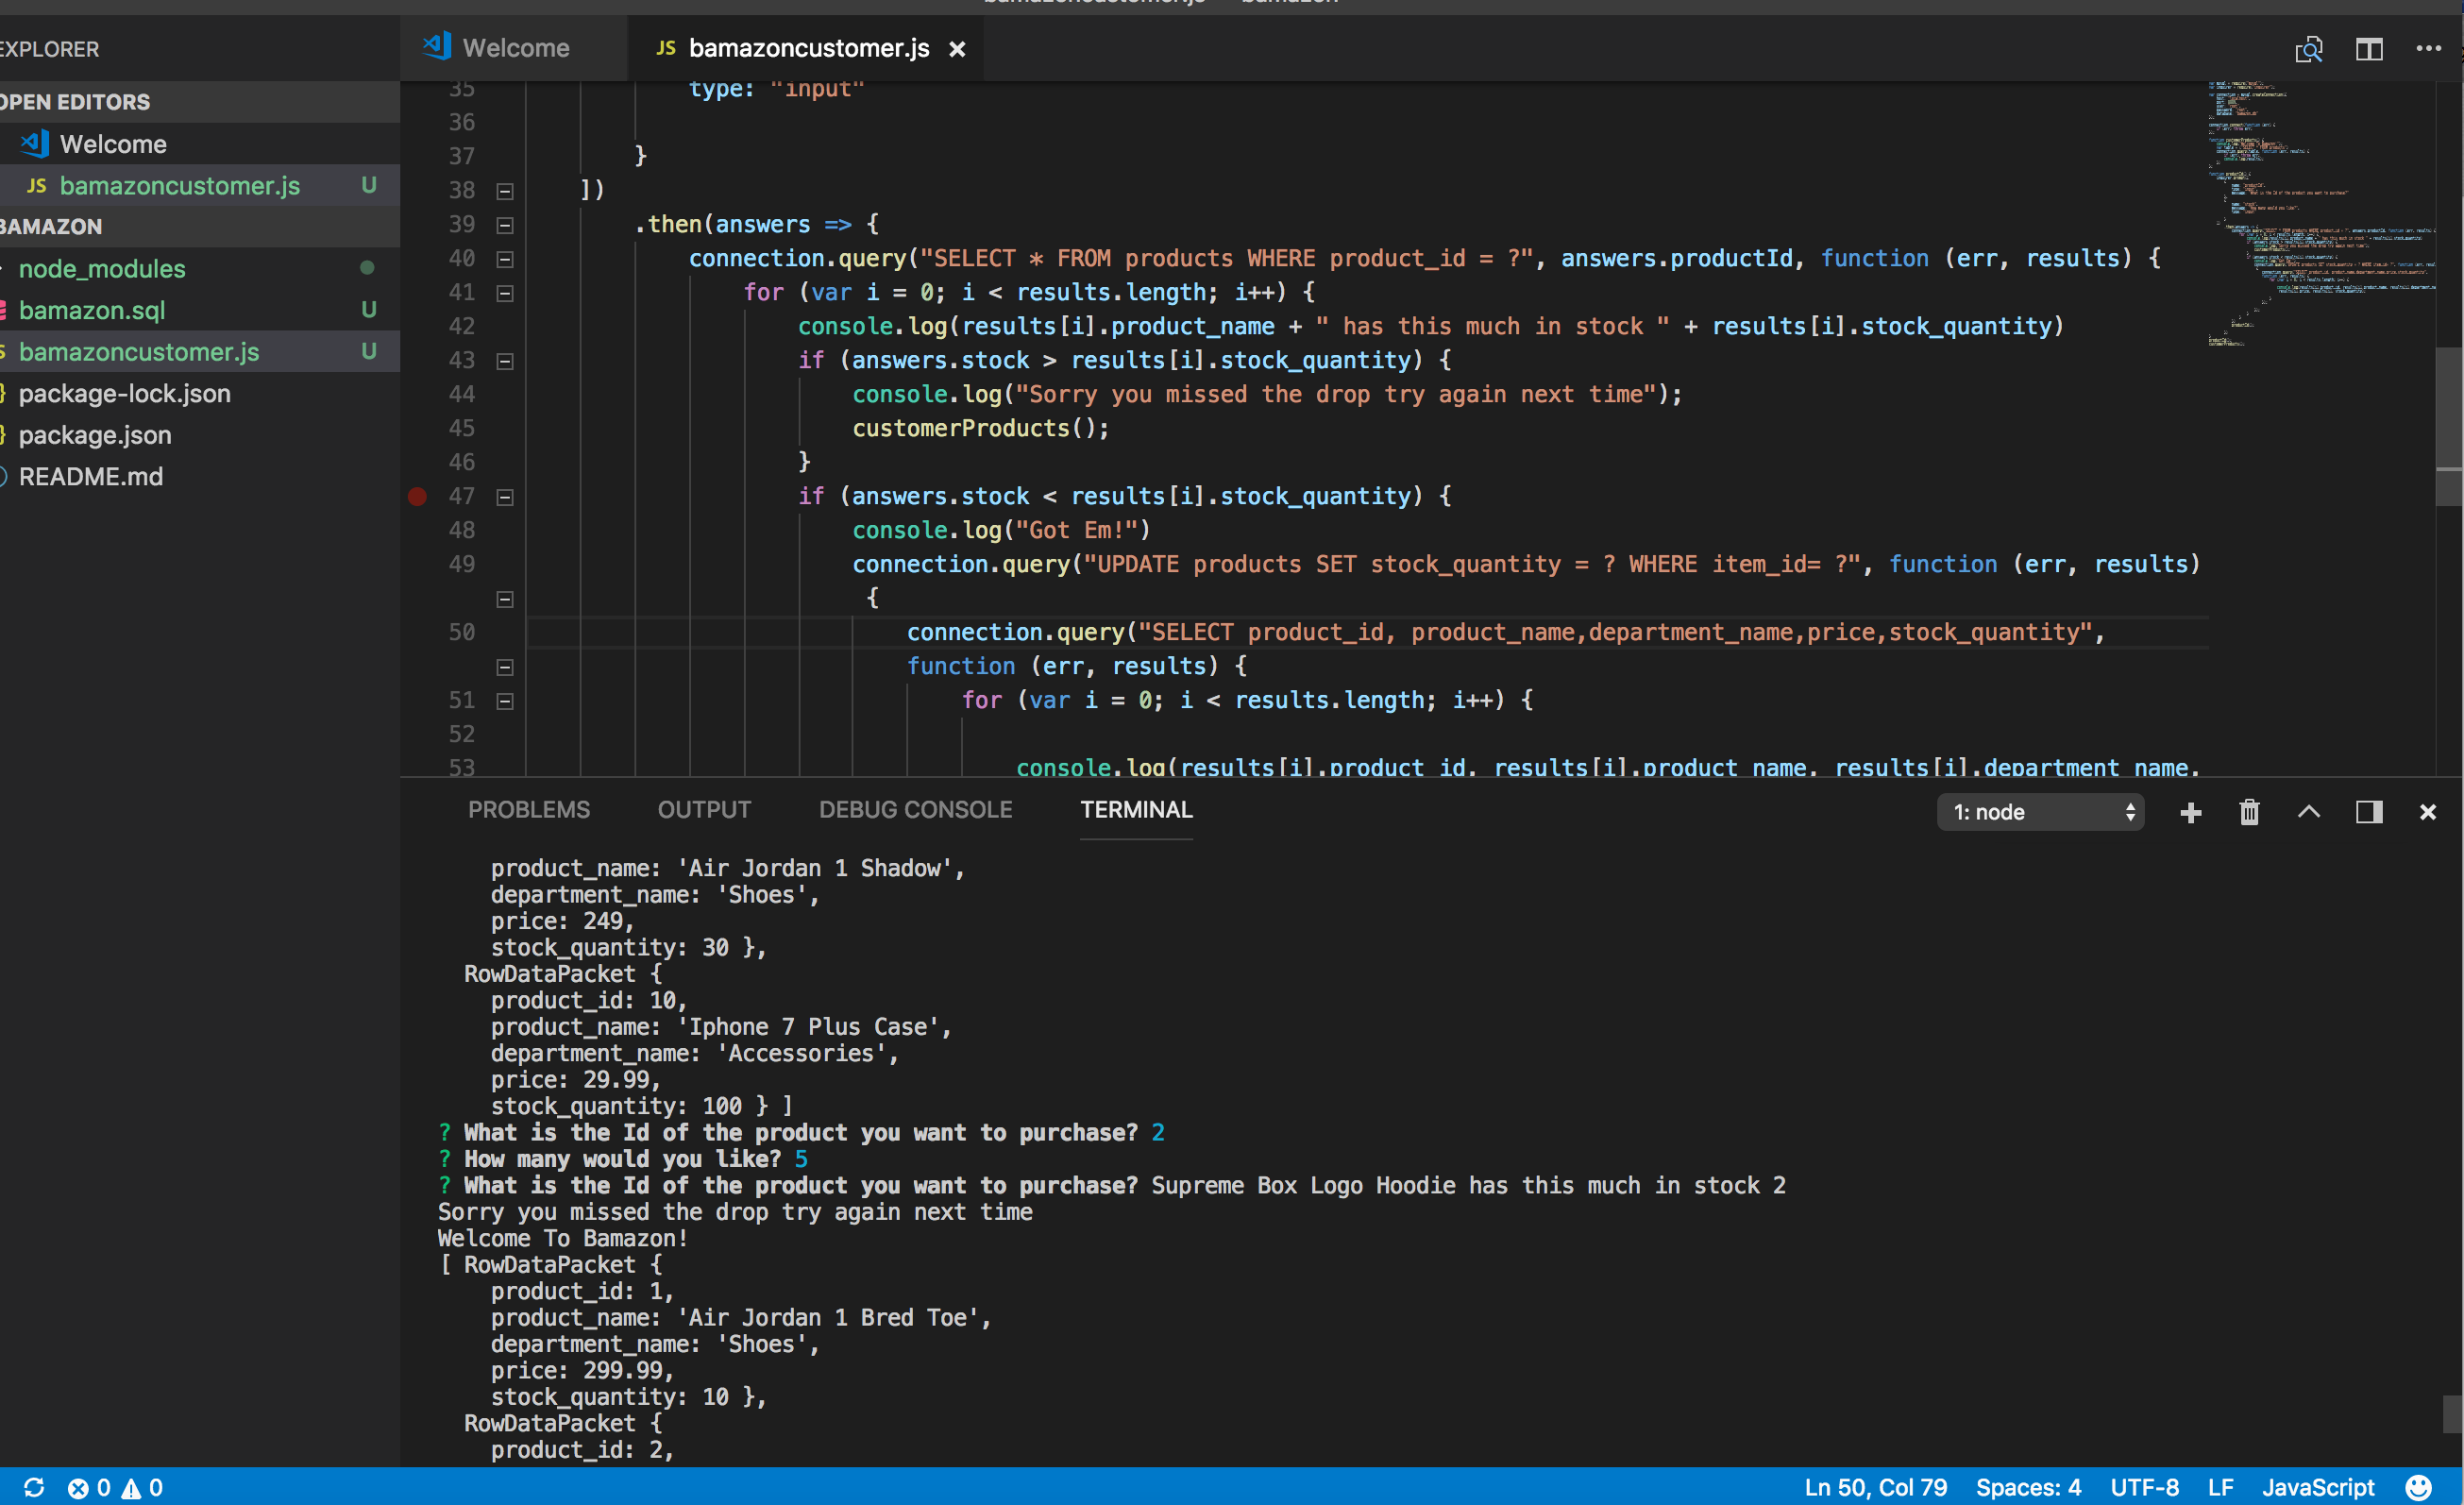 EXPLORER
OPEN EDITORS
Welcome
JS bamazoncustomer.js U
BAMAZON
node_modules
bamazon.sql U
bamazoncustomer.js U
package-lock.json
package.json
README.md
Welcome
JS bamazoncustomer.js ×
35 type: "input"
36
37 }
38 ])
39 .then(answers => {
40 connection.query("SELECT * FROM products WHERE product_id = ?", answers.productId, function (err, results) {
41 for (var i = 0; i < results.length; i++) {
42 console.log(results[i].product_name + " has this much in stock " + results[i].stock_quantity)
43 if (answers.stock > results[i].stock_quantity) {
44 console.log("Sorry you missed the drop try again next time");
45 customerProducts();
46 }
47 if (answers.stock < results[i].stock_quantity) {
48 console.log("Got Em!")
49 connection.query("UPDATE products SET stock_quantity = ? WHERE item_id= ?", function (err, results)
{
50 connection.query("SELECT product_id, product_name,department_name,price,stock_quantity",
function (err, results) {
51 for (var i = 0; i < results.length; i++) {
52
53 console.log(results[i].product_id, results[i].product_name, results[i].department_name,
PROBLEMS OUTPUT DEBUG CONSOLE TERMINAL 1: node
product_name: 'Air Jordan 1 Shadow',
department_name: 'Shoes',
price: 249,
stock_quantity: 30 },
RowDataPacket {
product_id: 10,
product_name: 'Iphone 7 Plus Case',
department_name: 'Accessories',
price: 29.99,
stock_quantity: 100 } ]
? What is the Id of the product you want to purchase? 2
? How many would you like? 5
? What is the Id of the product you want to purchase? Supreme Box Logo Hoodie has this much in stock 2
Sorry you missed the drop try again next time
Welcome To Bamazon!
[ RowDataPacket {
product_id: 1,
product_name: 'Air Jordan 1 Bred Toe',
department_name: 'Shoes',
price: 299.99,
stock_quantity: 10 },
RowDataPacket {
product_id: 2,
0 0 Ln 50, Col 79 Spaces: 4 UTF-8 LF JavaScript